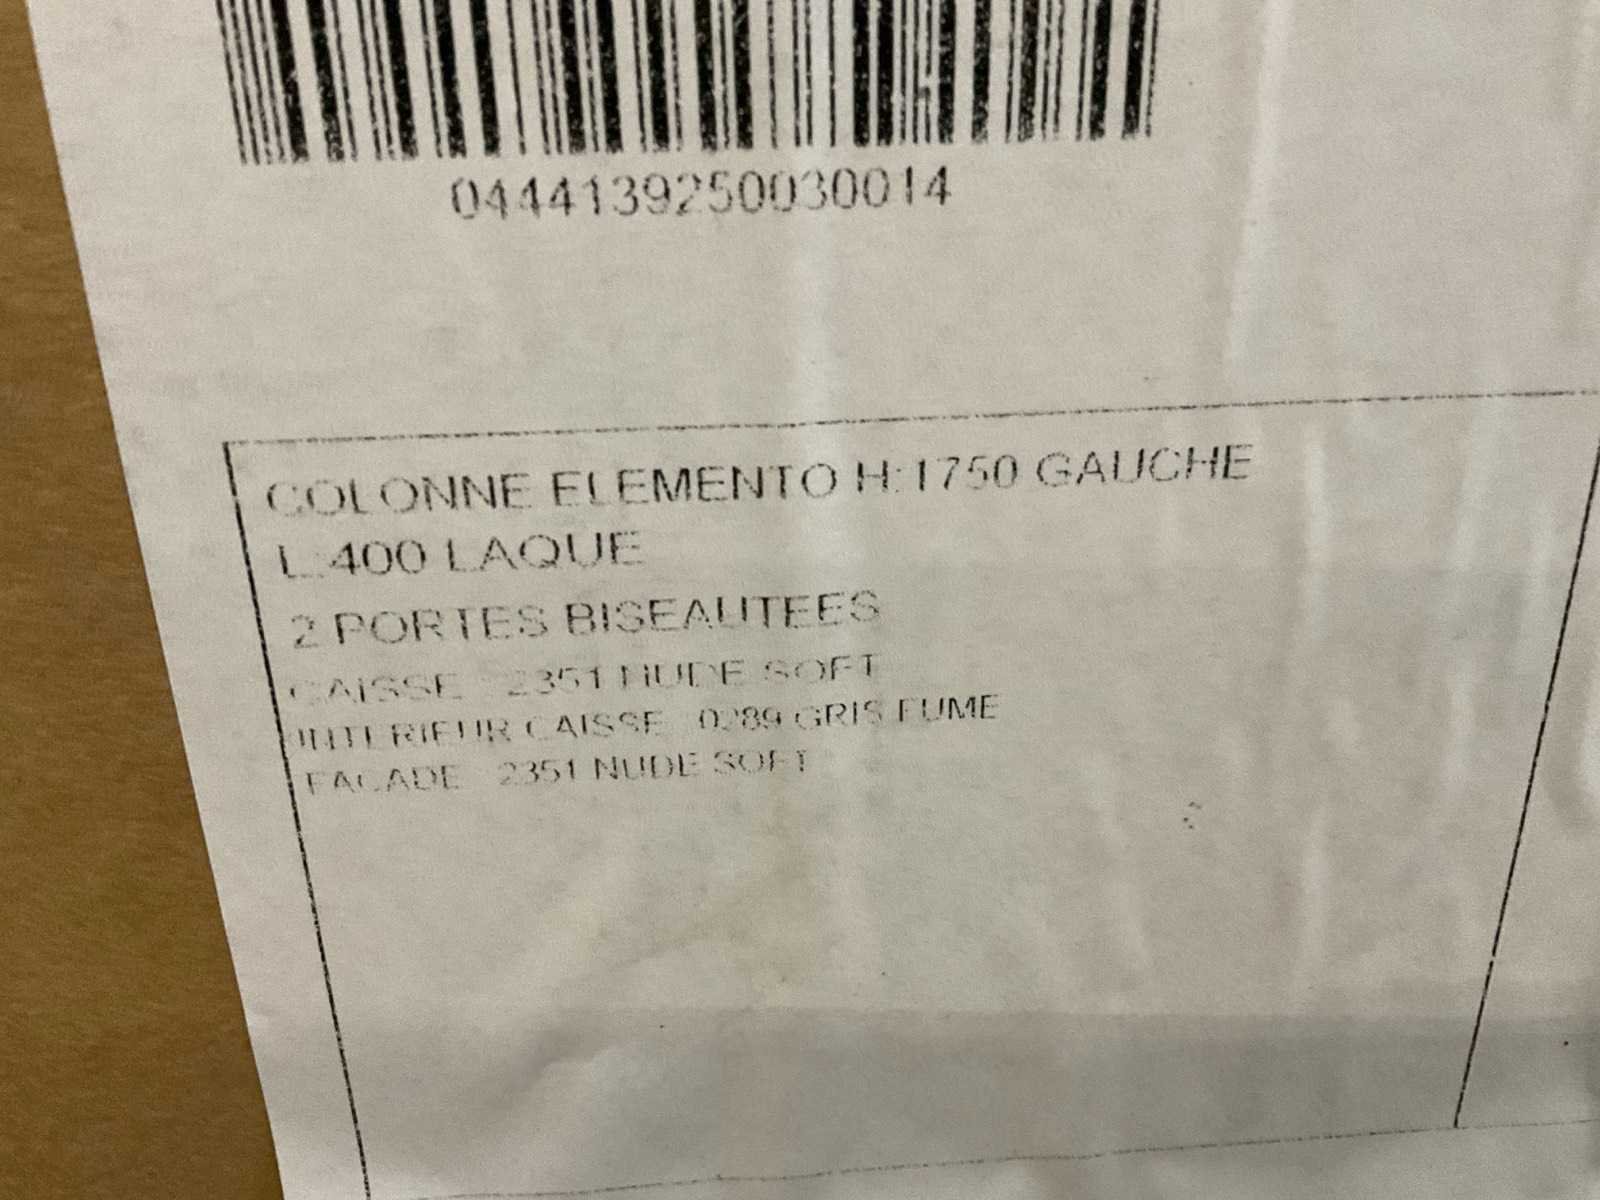 0444139250030014
COLONNE ELEMENTO H:1750 GAUCHE
L:400 LAQUE
2 PORTES BISEAUTEES
CAISSE : 2351 NUDE SOFT
INTERIEUR CAISSE : 0289 GRIS FUME
FACADE : 2351 NUDE SOFT